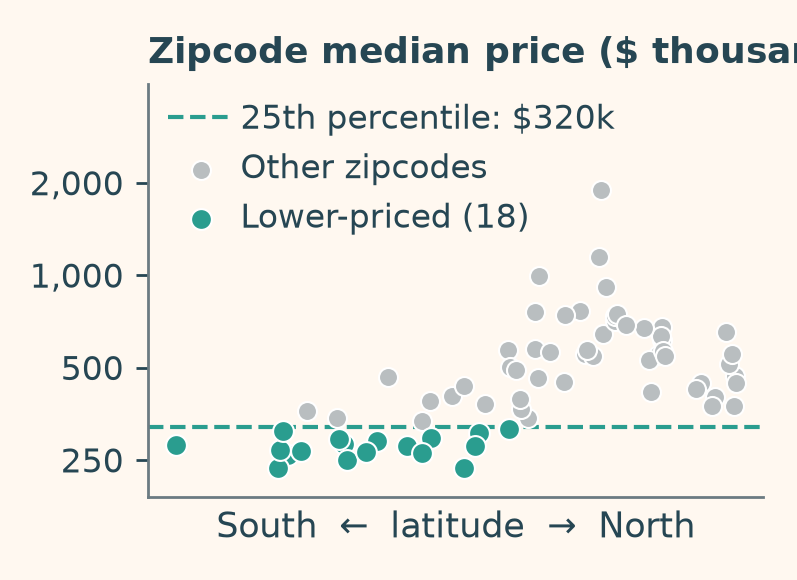 Zipcode median price ($
25th percentile: $320k
Other zipcodes
Lower-priced (18)
2,000
1,000
500
250
South ← latitude → North